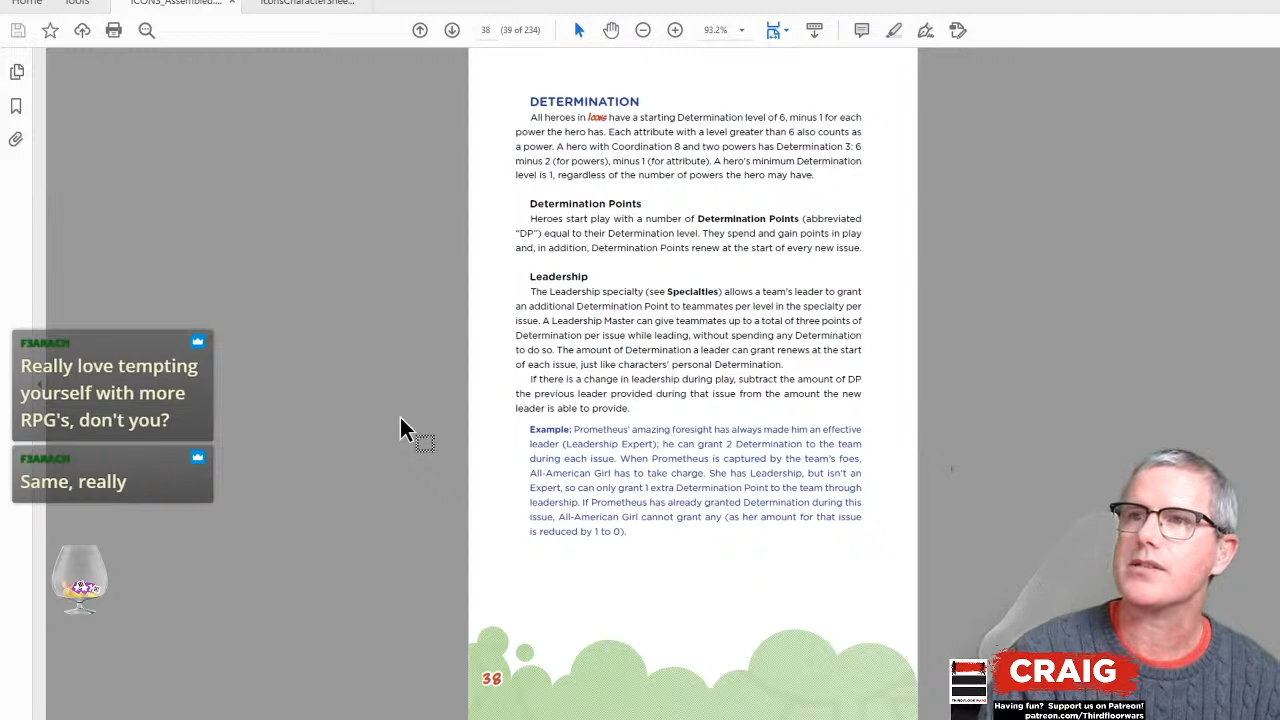 Home
Tools
ICONS_Assembled....
IconsCharacterShee...
38
(39 of 234)
93.2%
DETERMINATION
All heroes in ICONS have a starting Determination level of 6, minus 1 for each
power the hero has. Each attribute with a level greater than 6 also counts as
a power. A hero with Coordination 8 and two powers has Determination 3: 6
minus 2 (for powers), minus 1 (for attribute). A hero's minimum Determination
level is 1, regardless of the number of powers the hero may have.
Determination Points
Heroes start play with a number of Determination Points (abbreviated
"DP") equal to their Determination level. They spend and gain points in play
and, in addition, Determination Points renew at the start of every new issue.
Leadership
The Leadership specialty (see Specialties) allows a team's leader to grant
an additional Determination Point to teammates per level in the specialty per
issue. A Leadership Master can give teammates up to a total of three points of
Determination per issue while leading, without spending any Determination
to do so. The amount of Determination a leader can grant renews at the start
of each issue, just like characters' personal Determination.
If there is a change in leadership during play, subtract the amount of DP
the previous leader provided during that issue from the amount the new
leader is able to provide.
Example: Prometheus' amazing foresight has always made him an effective
leader (Leadership Expert); he can grant 2 Determination to the team
during each issue. When Prometheus is captured by the team's foes,
All-American Girl has to take charge. She has Leadership, but isn't an
Expert, so can only grant 1 extra Determination Point to the team through
leadership. If Prometheus has already granted Determination during this
issue, All-American Girl cannot grant any (as her amount for that issue
is reduced by 1 to 0).
38
F3ARACH
Really love tempting
yourself with more
RPG's, don't you?
F3ARACH
Same, really
CRAIG
Having fun? Support us on Patreon!
patreon.com/Thirdfloorwars